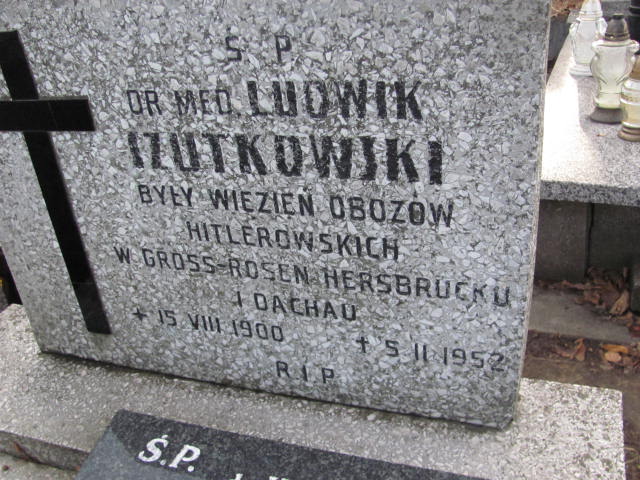 Ś P
DR MED. LUDWIK
IZUTKOWSKI
BYŁY WIĘZIEŃ OBOZÓW
HITLEROWSKICH
W GROSS-ROSEN HERSBRUCKU
I DACHAU
+ 15 VIII 1900 + 5 II 1952
R I P
Ś.P.